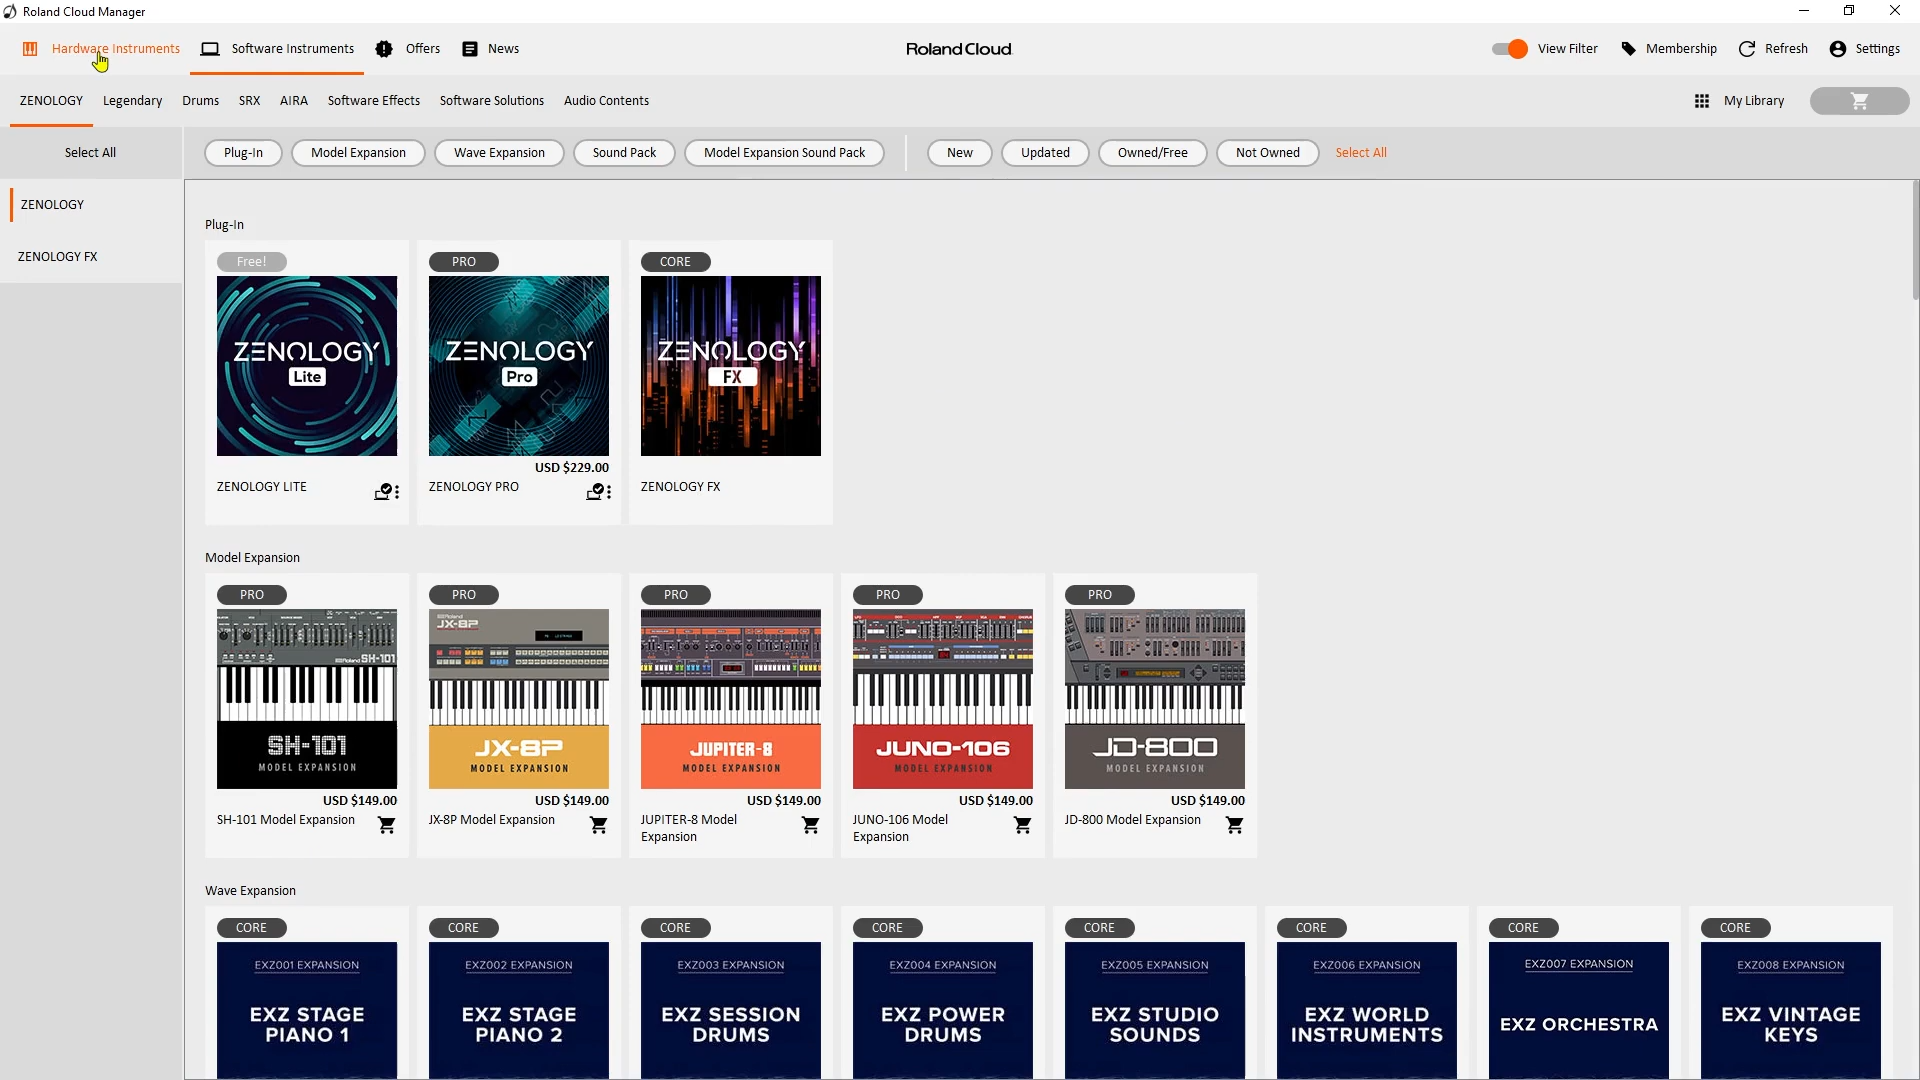 Roland Cloud Manager
Hardware Instruments
Software Instruments
Offers
News
Roland Cloud
View Filter
Membership
Refresh
Settings
ZENOLOGY
Legendary
Drums
SRX
AIRA
Software Effects
Software Solutions
Audio Contents
My Library
Select All
Plug-In
Model Expansion
Wave Expansion
Sound Pack
Model Expansion Sound Pack
New
Updated
Owned/Free
Not Owned
Select All
ZENOLOGY
ZENOLOGY FX
Plug-In
Free!
ZENOLOGY
Lite
ZENOLOGY LITE
PRO
ZENOLOGY
Pro
USD $229.00
ZENOLOGY PRO
CORE
ZENOLOGY
FX
ZENOLOGY FX
Model Expansion
PRO
Roland SH-101
SH-101
MODEL EXPANSION
USD $149.00
SH-101 Model Expansion
PRO
Roland
JX-8P
JX-8P
MODEL EXPANSION
USD $149.00
JX-8P Model Expansion
PRO
JUPITER-8
MODEL EXPANSION
USD $149.00
JUPITER-8 Model
Expansion
PRO
JUNO-106
MODEL EXPANSION
USD $149.00
JUNO-106 Model
Expansion
PRO
JD-800
MODEL EXPANSION
USD $149.00
JD-800 Model Expansion
Wave Expansion
CORE
EXZ001 EXPANSION
EXZ STAGE
PIANO 1
CORE
EXZ002 EXPANSION
EXZ STAGE
PIANO 2
CORE
EXZ003 EXPANSION
EXZ SESSION
DRUMS
CORE
EXZ004 EXPANSION
EXZ POWER
DRUMS
CORE
EXZ005 EXPANSION
EXZ STUDIO
SOUNDS
CORE
EXZ006 EXPANSION
EXZ WORLD
INSTRUMENTS
CORE
EXZ007 EXPANSION
EXZ ORCHESTRA
CORE
EXZ008 EXPANSION
EXZ VINTAGE
KEYS